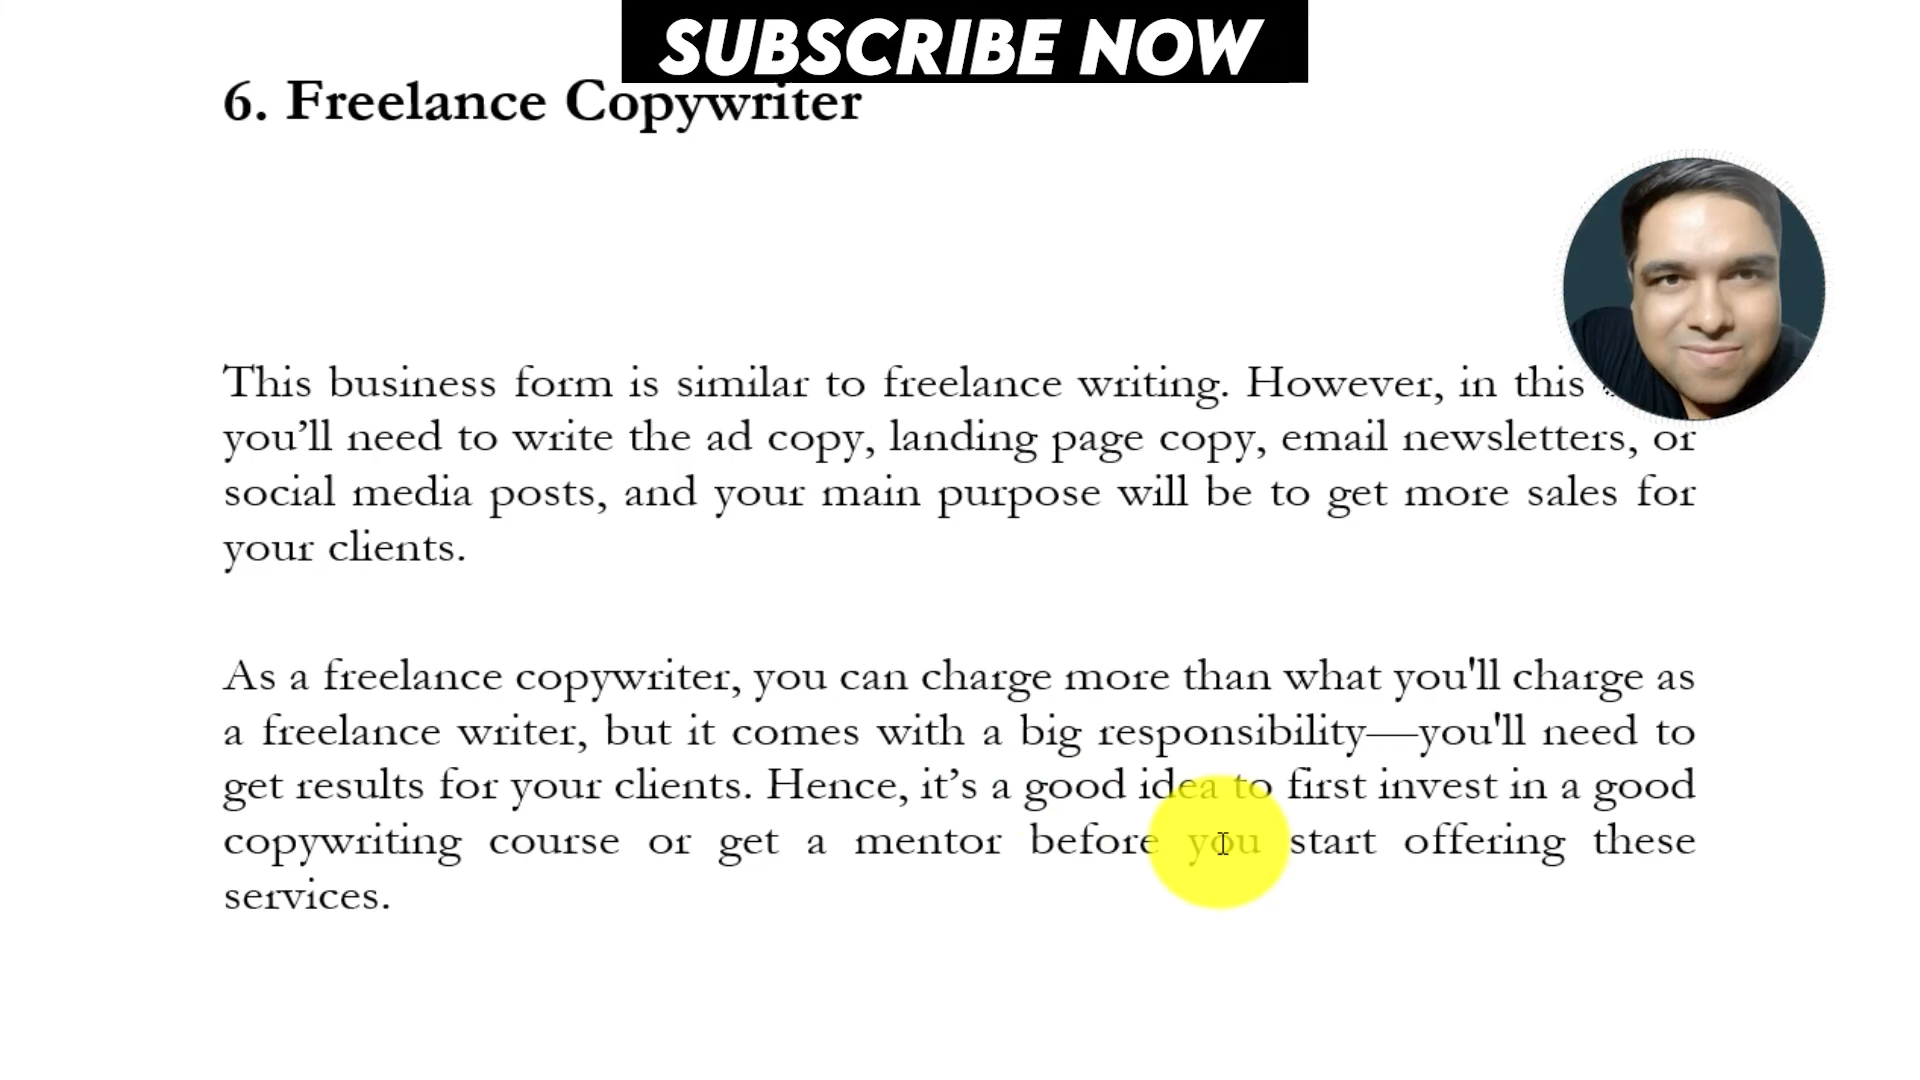 SUBSCRIBE NOW
6. Freelance Copywriter
This business form is similar to freelance writing. However, in this
you’ll need to write the ad copy, landing page copy, email newsletters, or
social media posts, and your main purpose will be to get more sales for
your clients.
As a freelance copywriter, you can charge more than what you'll charge as
a freelance writer, but it comes with a big responsibility—you'll need to
get results for your clients. Hence, it’s a good idea to first invest in a good
copywriting course or get a mentor before you start offering these
services.